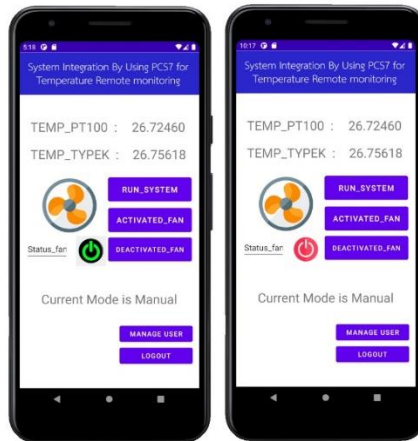 5:18
System Integration By Using PCS7 for
Temperature Remote monitoring
TEMP_PT100 : 26.72460
TEMP_TYPEK : 26.75618
RUN_SYSTEM
ACTIVATED_FAN
Status_fan
DEACTIVATED_FAN
Current Mode is Manual
MANAGE USER
LOGOUT
10:17
System Integration By Using PCS7 for
Temperature Remote monitoring
TEMP_PT100 : 26.72460
TEMP_TYPEK : 26.75618
RUN_SYSTEM
ACTIVATED_FAN
Status_fan
DEACTIVATED_FAN
Current Mode is Manual
MANAGE USER
LOGOUT